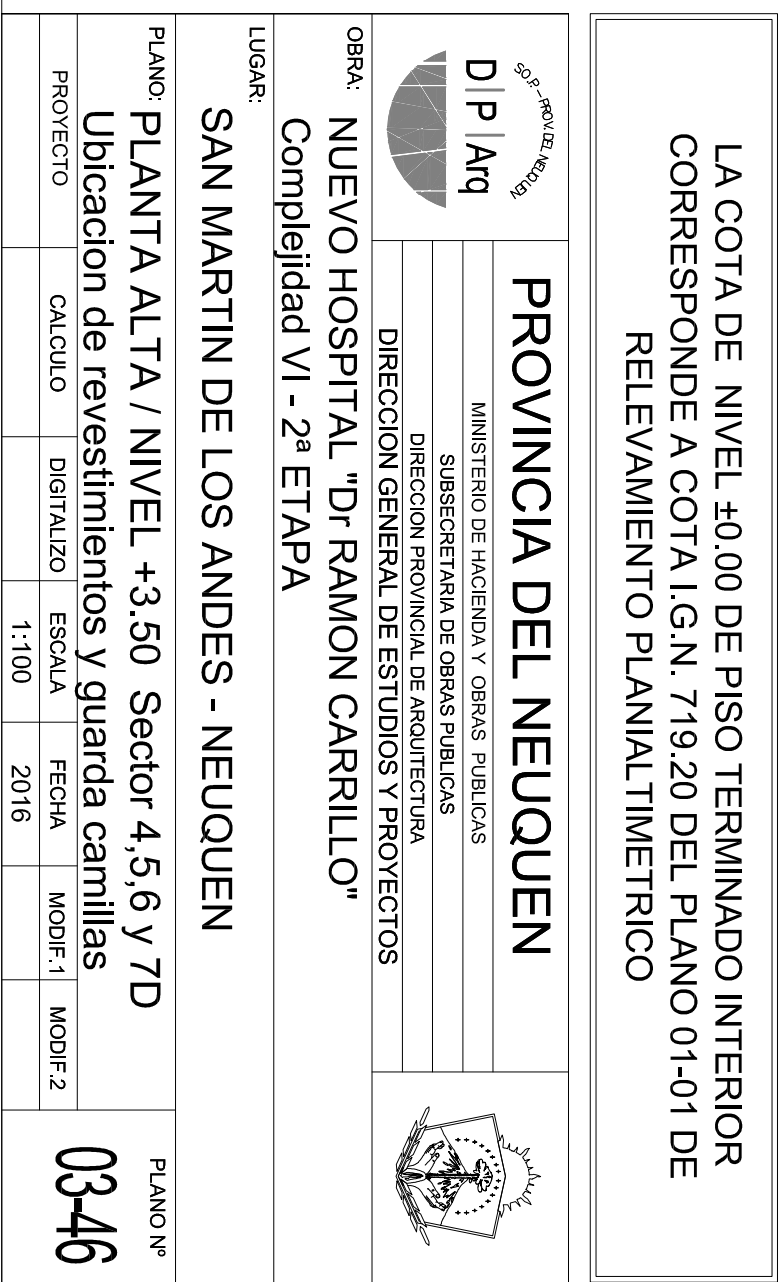 LA COTA DE NIVEL ±0.00 DE PISO TERMINADO INTERIOR
CORRESPONDE A COTA I.G.N. 719.20 DEL PLANO 01-01 DE
RELEVAMIENTO PLANIALTIMETRICO
SO.P. - PROV. DEL NEUQUEN
D|P|Arq
PROVINCIA DEL NEUQUEN
MINISTERIO DE HACIENDA Y OBRAS PUBLICAS
SUBSECRETARIA DE OBRAS PUBLICAS
DIRECCION PROVINCIAL DE ARQUITECTURA
DIRECCION GENERAL DE ESTUDIOS Y PROYECTOS
OBRA: NUEVO HOSPITAL "Dr RAMON CARRILLO"
Complejidad VI - 2ª ETAPA
LUGAR:
SAN MARTIN DE LOS ANDES - NEUQUEN
PLANO: PLANTA ALTA / NIVEL +3.50 Sector 4,5,6 y 7D
Ubicacion de revestimientos y guarda camillas
PROYECTO CALCULO DIGITALIZO ESCALA FECHA MODIF.1 MODIF.2
1:100 2016
PLANO Nº
03-46